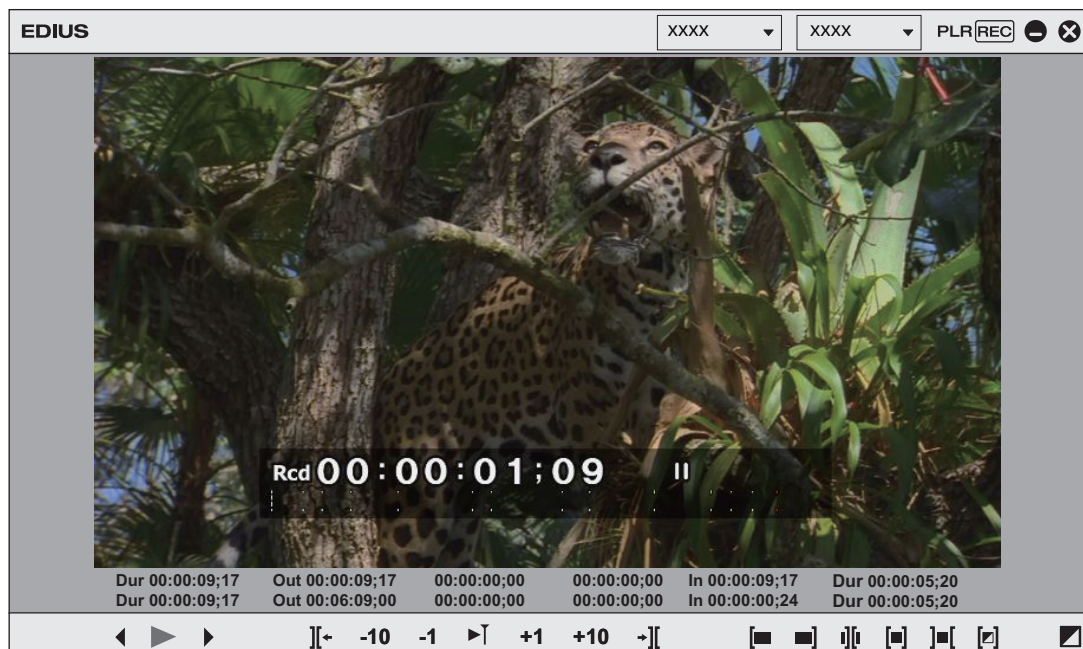 EDIUS
XXXX
XXXX
PLR REC
Rcd 00:00:01;09
Dur 00:00:09;17 Out 00:00:09;17 00:00:00;00 00:00:00;00 In 00:00:09;17 Dur 00:00:05;20
Dur 00:00:09;17 Out 00:06:09;00 00:00:00;00 00:00:00;00 In 00:00:00;24 Dur 00:00:05;20
-10 -1 +1 +10